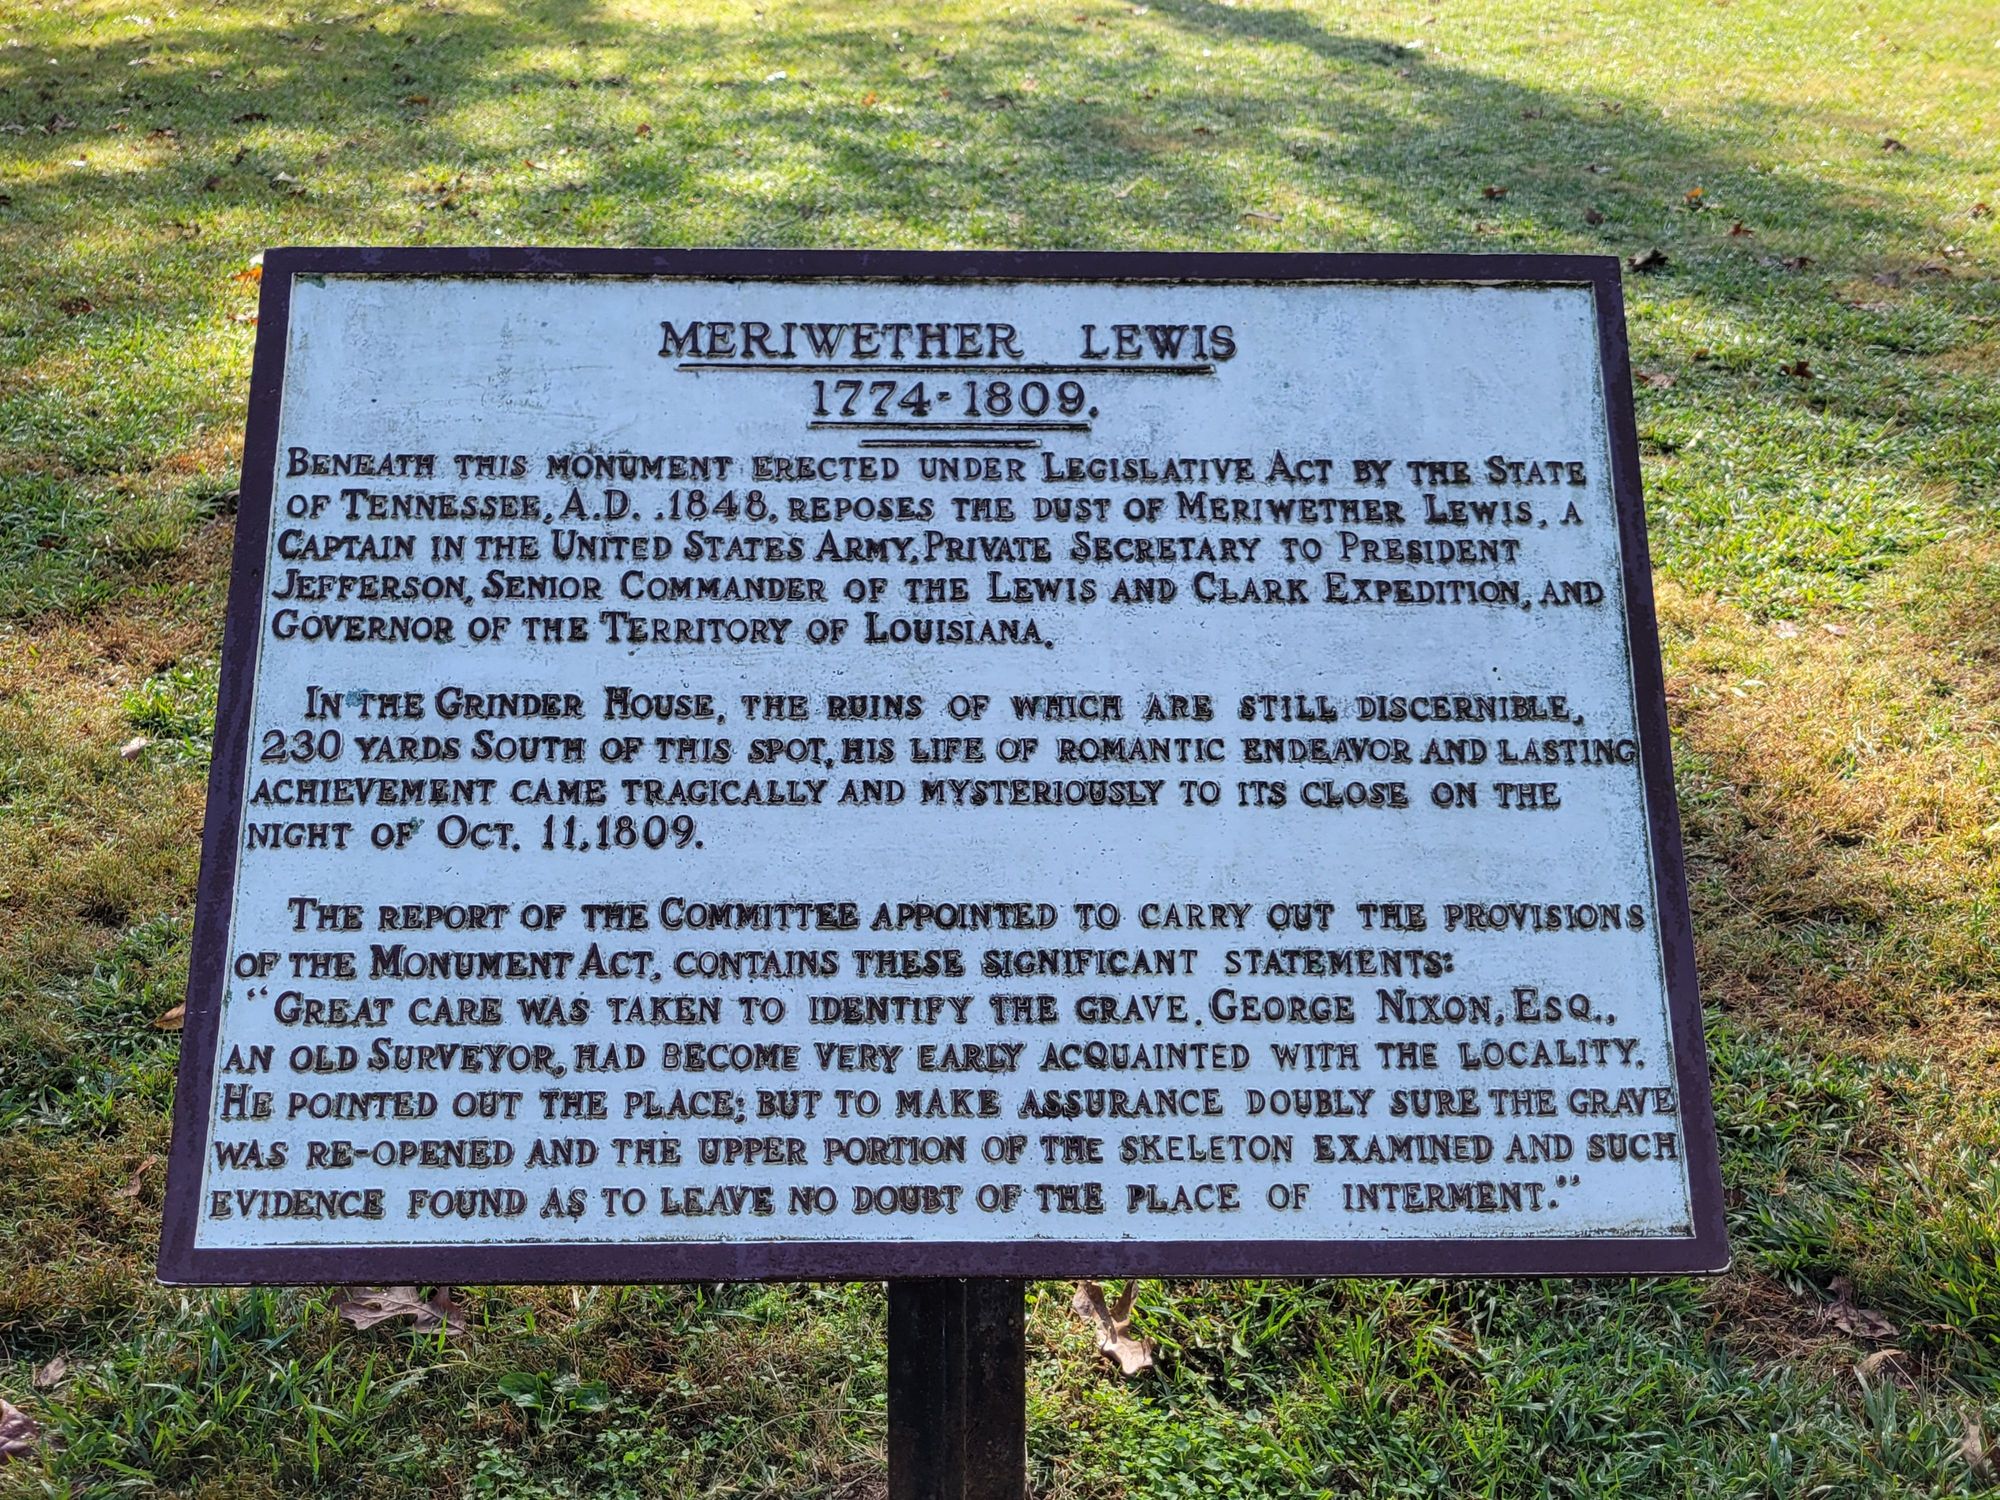 MERIWETHER LEWIS
1774-1809.
BENEATH THIS MONUMENT ERECTED UNDER LEGISLATIVE ACT BY THE STATE
OF TENNESSEE, A.D. ,1848, REPOSES THE DUST OF MERIWETHER LEWIS, A
CAPTAIN IN THE UNITED STATES ARMY, PRIVATE SECRETARY TO PRESIDENT
JEFFERSON, SENIOR COMMANDER OF THE LEWIS AND CLARK EXPEDITION, AND
GOVERNOR OF THE TERRITORY OF LOUISIANA.
IN THE GRINDER HOUSE, THE RUINS OF WHICH ARE STILL DISCERNIBLE,
230 YARDS SOUTH OF THIS SPOT, HIS LIFE OF ROMANTIC ENDEAVOR AND LASTING
ACHIEVEMENT CAME TRAGICALLY AND MYSTERIOUSLY TO ITS CLOSE ON THE
NIGHT OF OCT. 11, 1809.
THE REPORT OF THE COMMITTEE APPOINTED TO CARRY OUT THE PROVISIONS
OF THE MONUMENT ACT, CONTAINS THESE SIGNIFICANT STATEMENTS:
"GREAT CARE WAS TAKEN TO IDENTIFY THE GRAVE. GEORGE NIXON, ESQ.,
AN OLD SURVEYOR, HAD BECOME VERY EARLY ACQUAINTED WITH THE LOCALITY.
HE POINTED OUT THE PLACE; BUT TO MAKE ASSURANCE DOUBLY SURE THE GRAVE
WAS RE-OPENED AND THE UPPER PORTION OF THE SKELETON EXAMINED AND SUCH
EVIDENCE FOUND AS TO LEAVE NO DOUBT OF THE PLACE OF INTERMENT."